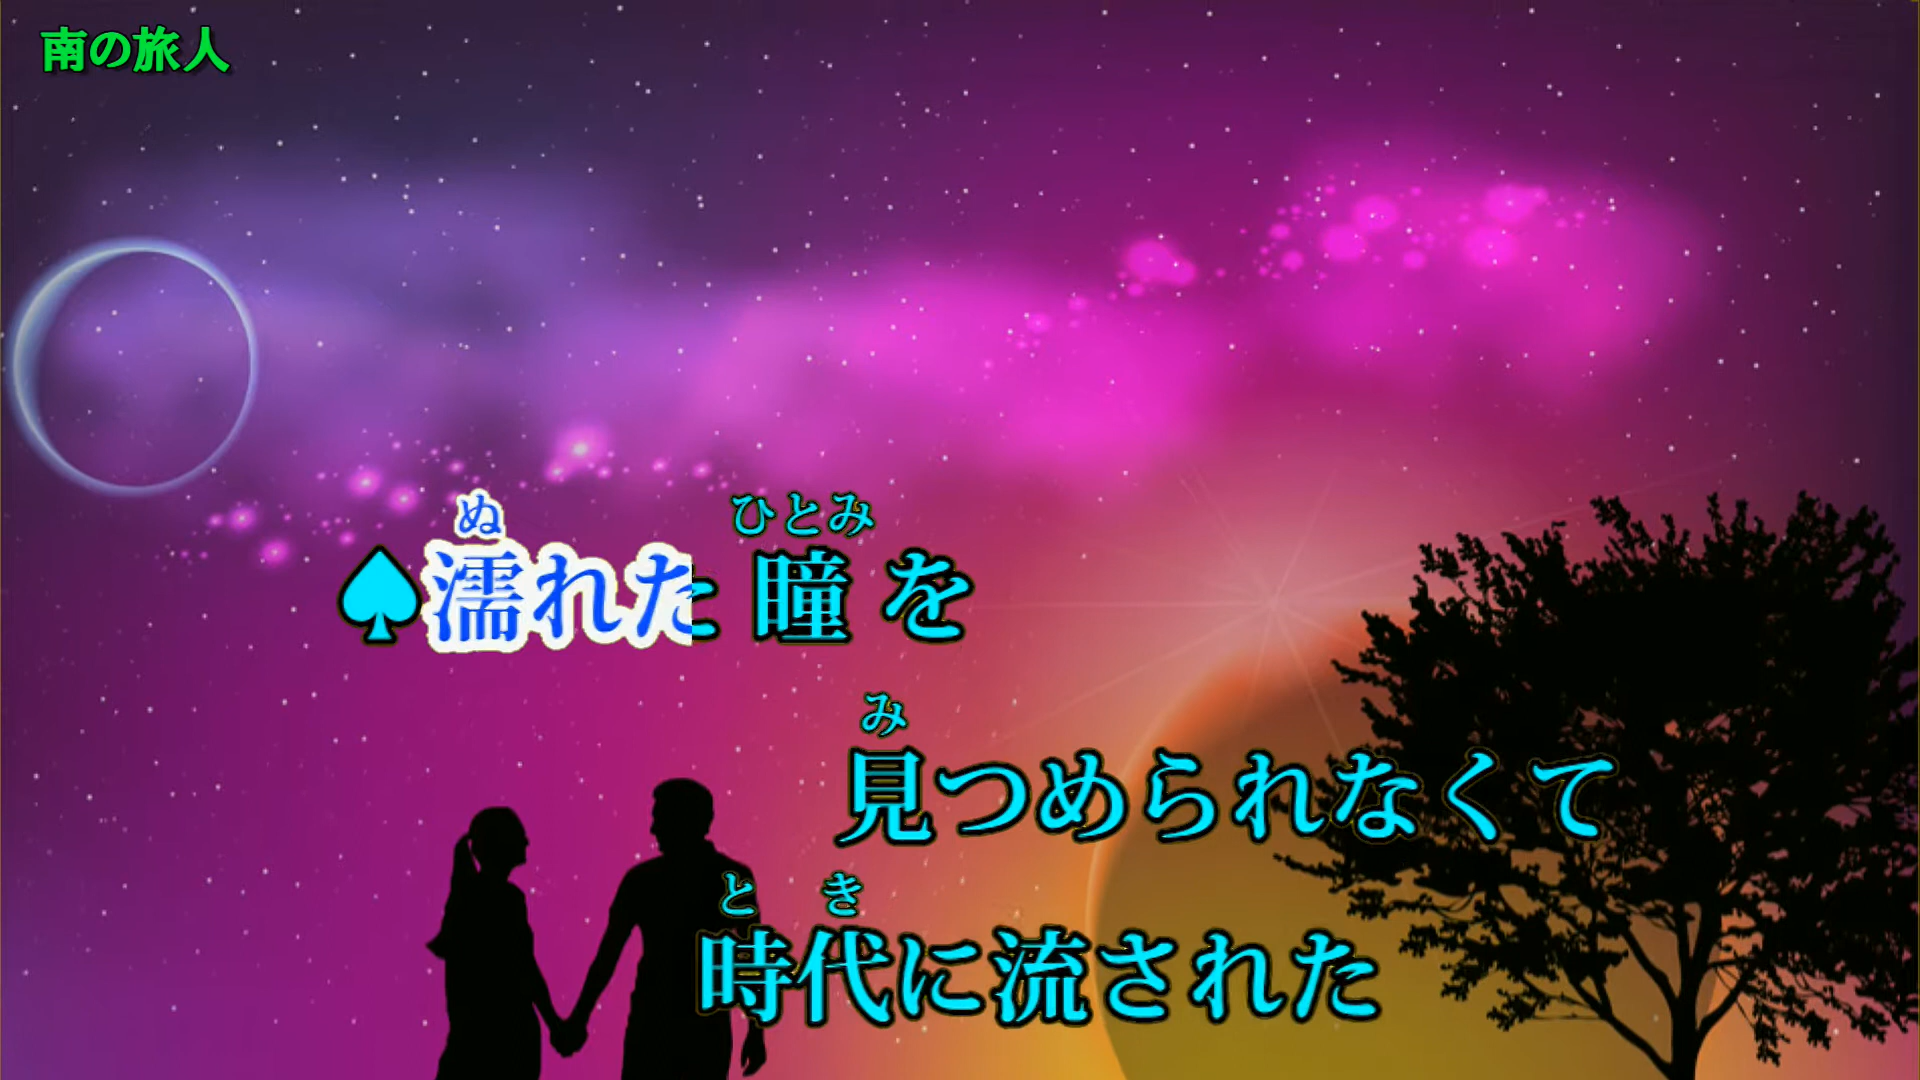 南の旅人
ぬ ひとみ
♠濡れた 瞳 を
み
見つめられなくて
と き
時代に流された